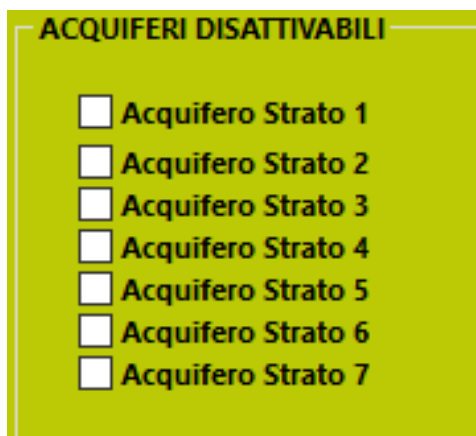 ACQUIFERI DISATTIVABILI
Acquifero Strato 1
Acquifero Strato 2
Acquifero Strato 3
Acquifero Strato 4
Acquifero Strato 5
Acquifero Strato 6
Acquifero Strato 7